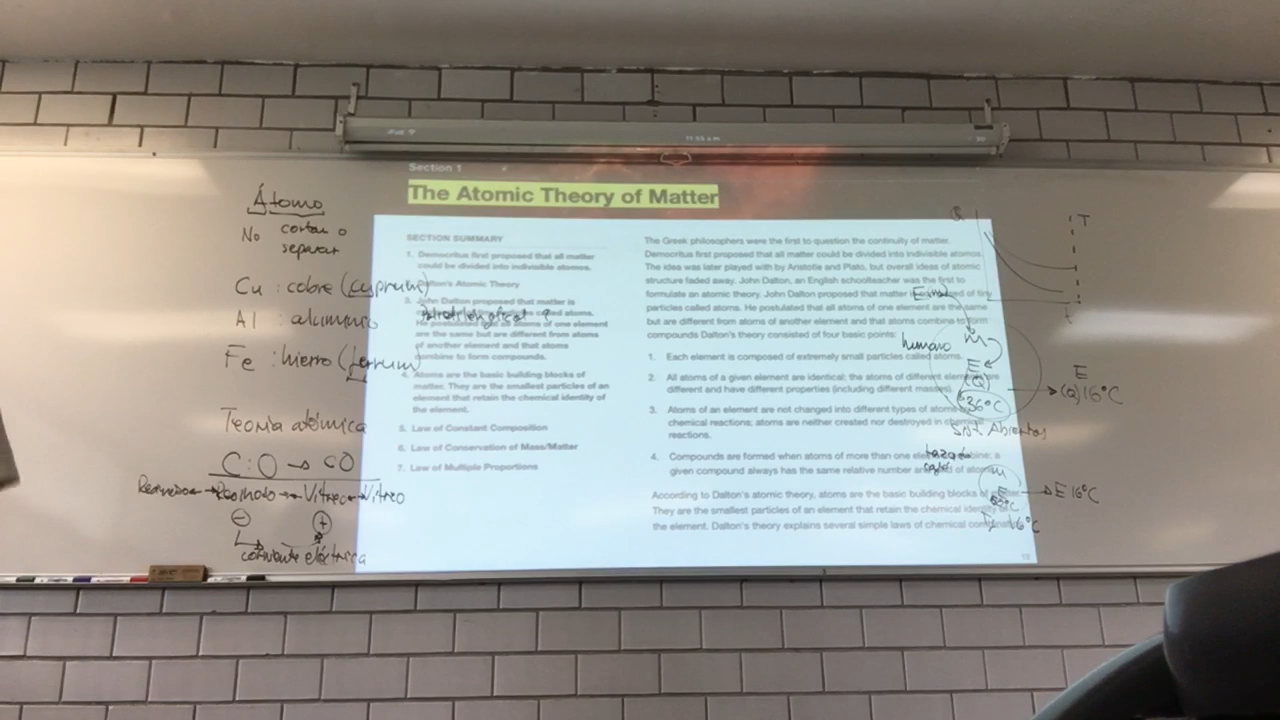 iPad
11:53 a.m.
Section 1
The Atomic Theory of Matter
Átomo
No cortar o
separar
Cu : cobre (cyprum)
Al : aluminio
Fe : hierro (ferrum)
Teoría atómica
C:O → CO
Resinoso → Vitreo Vitreo
⊖ ⊕
corriente eléctrica
SECTION SUMMARY
1. Democritus first proposed that all matter
could be divided into indivisible atoms.
Dalton's Atomic Theory
3. John Dalton proposed that matter is
atoms.
He postulated that all atoms of one element
are the same but are different from atoms
of another element and that atoms
combine to form compounds.
4. Atoms are the basic building blocks of
matter. They are the smallest particles of an
element that retain the chemical identity of
the element.
5. Law of Constant Composition
6. Law of Conservation of Mass/Matter
7. Law of Multiple Proportions
The Greek philosophers were the first to question the continuity of matter.
Democritus first proposed that all matter could be divided into indivisible atoms.
The idea was later played with by Aristotle and Plato, but overall ideas of atomic
structure faded away. John Dalton, an English schoolteacher was the first to
formulate an atomic theory. John Dalton proposed that matter of tiny
particles called atoms. He postulated that all atoms of one element are the same
but are different from atoms of another element and that atoms combine to form
compounds Dalton's theory consisted of four basic points:
1. Each element is composed of extremely small particles called atoms.
2. All atoms of a given element are identical; the atoms of different elements are
different and have different properties (including different masses).
3. Atoms of an element are not changed into different types of atoms
chemical reactions; atoms are neither created nor destroyed in chemical
reactions.
4. Compounds are formed when atoms of more than one element combine; a
given compound always has the same relative number and kind of atoms.
According to Dalton's atomic theory, atoms are the basic building blocks of matter.
They are the smallest particles of an element that retain the chemical identity of
the element. Dalton's theory explains several simple laws of chemical
T
t
humano
M
E
(Q)
36°C
E
(Q) 16°C
Sist. Abiertos
E 16°C
16°C